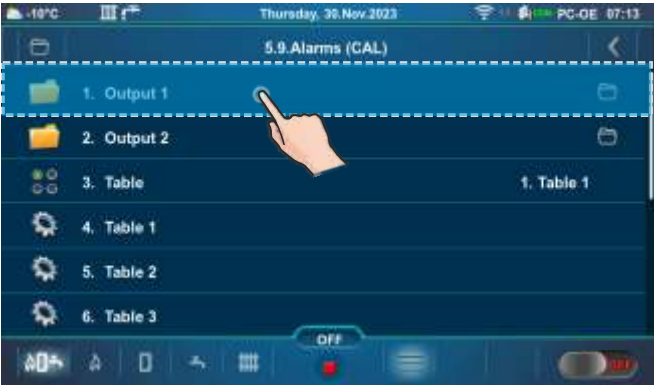 -10°C Thursday, 30.Nov.2023 PC-OE 07:13
5.9.Alarms (CAL)
1. Output 1
2. Output 2
3. Table 1. Table 1
4. Table 1
5. Table 2
6. Table 3
OFF
OFF